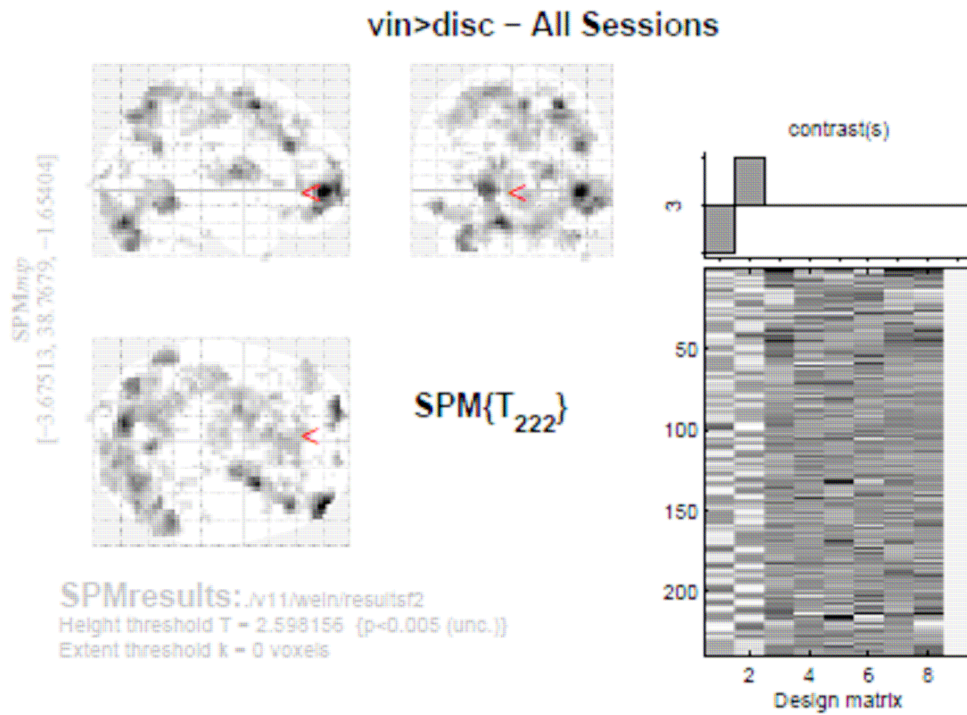 vin>disc – All Sessions
SPMmip
[−3.67513, 38.7679, −1.65404]
<
<
<
SPM{T222}
contrast(s)
3
50
100
150
200
2 4 6 8
Design matrix
SPMresults: ./v11/wein/resultsf2
Height threshold T = 2.598156 {p<0.005 (unc.)}
Extent threshold k = 0 voxels